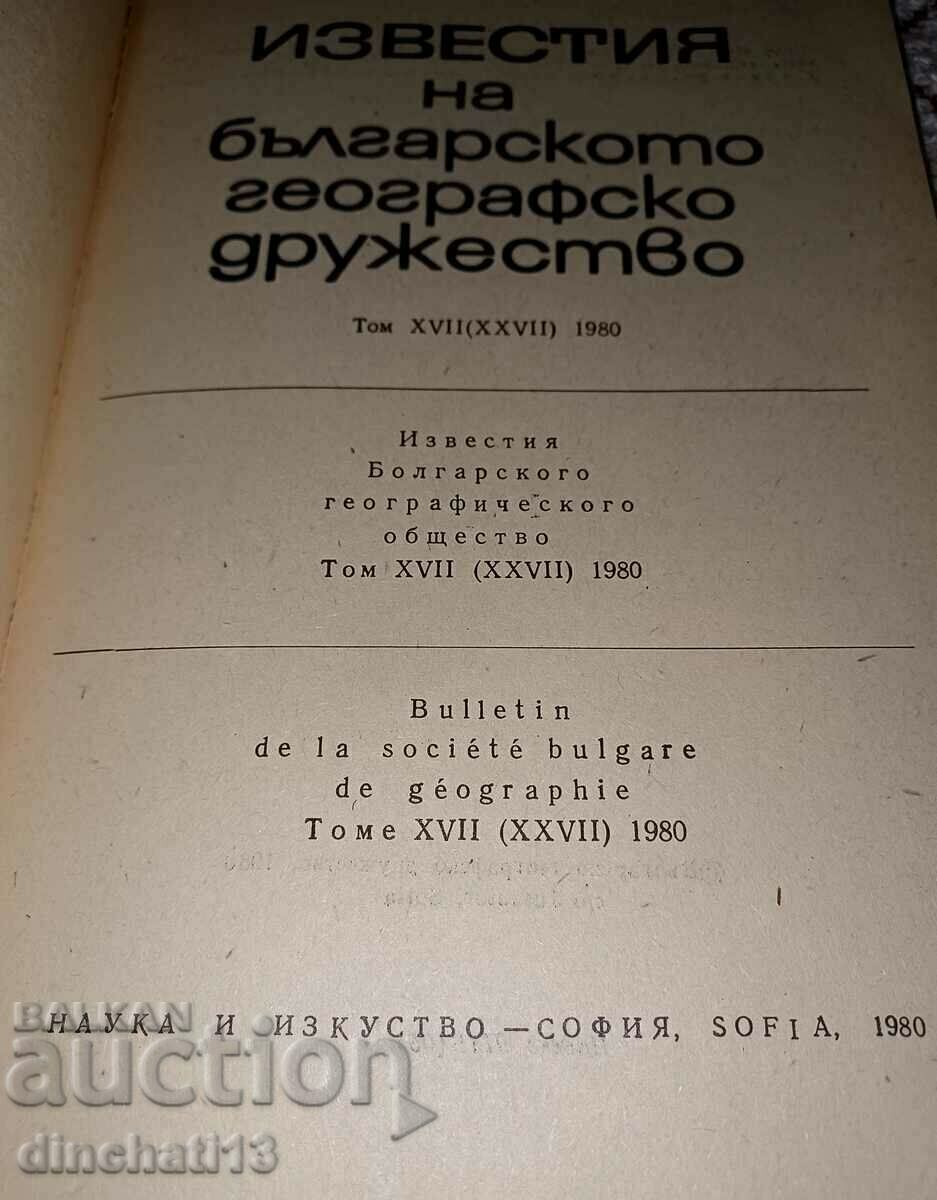 ИЗВЕСТИЯ
на
българското
географско
дружество
Том XVII(XXVII) 1980
Известия
Болгарского
географического
общество
Том XVII (XXVII) 1980
Bulletin
de la société bulgare
de géographie
Tome XVII (XXVII) 1980
НАУКА И ИЗКУСТВО — СОФИЯ, SOFIA, 1980
BALKAN
auction
dinchati13